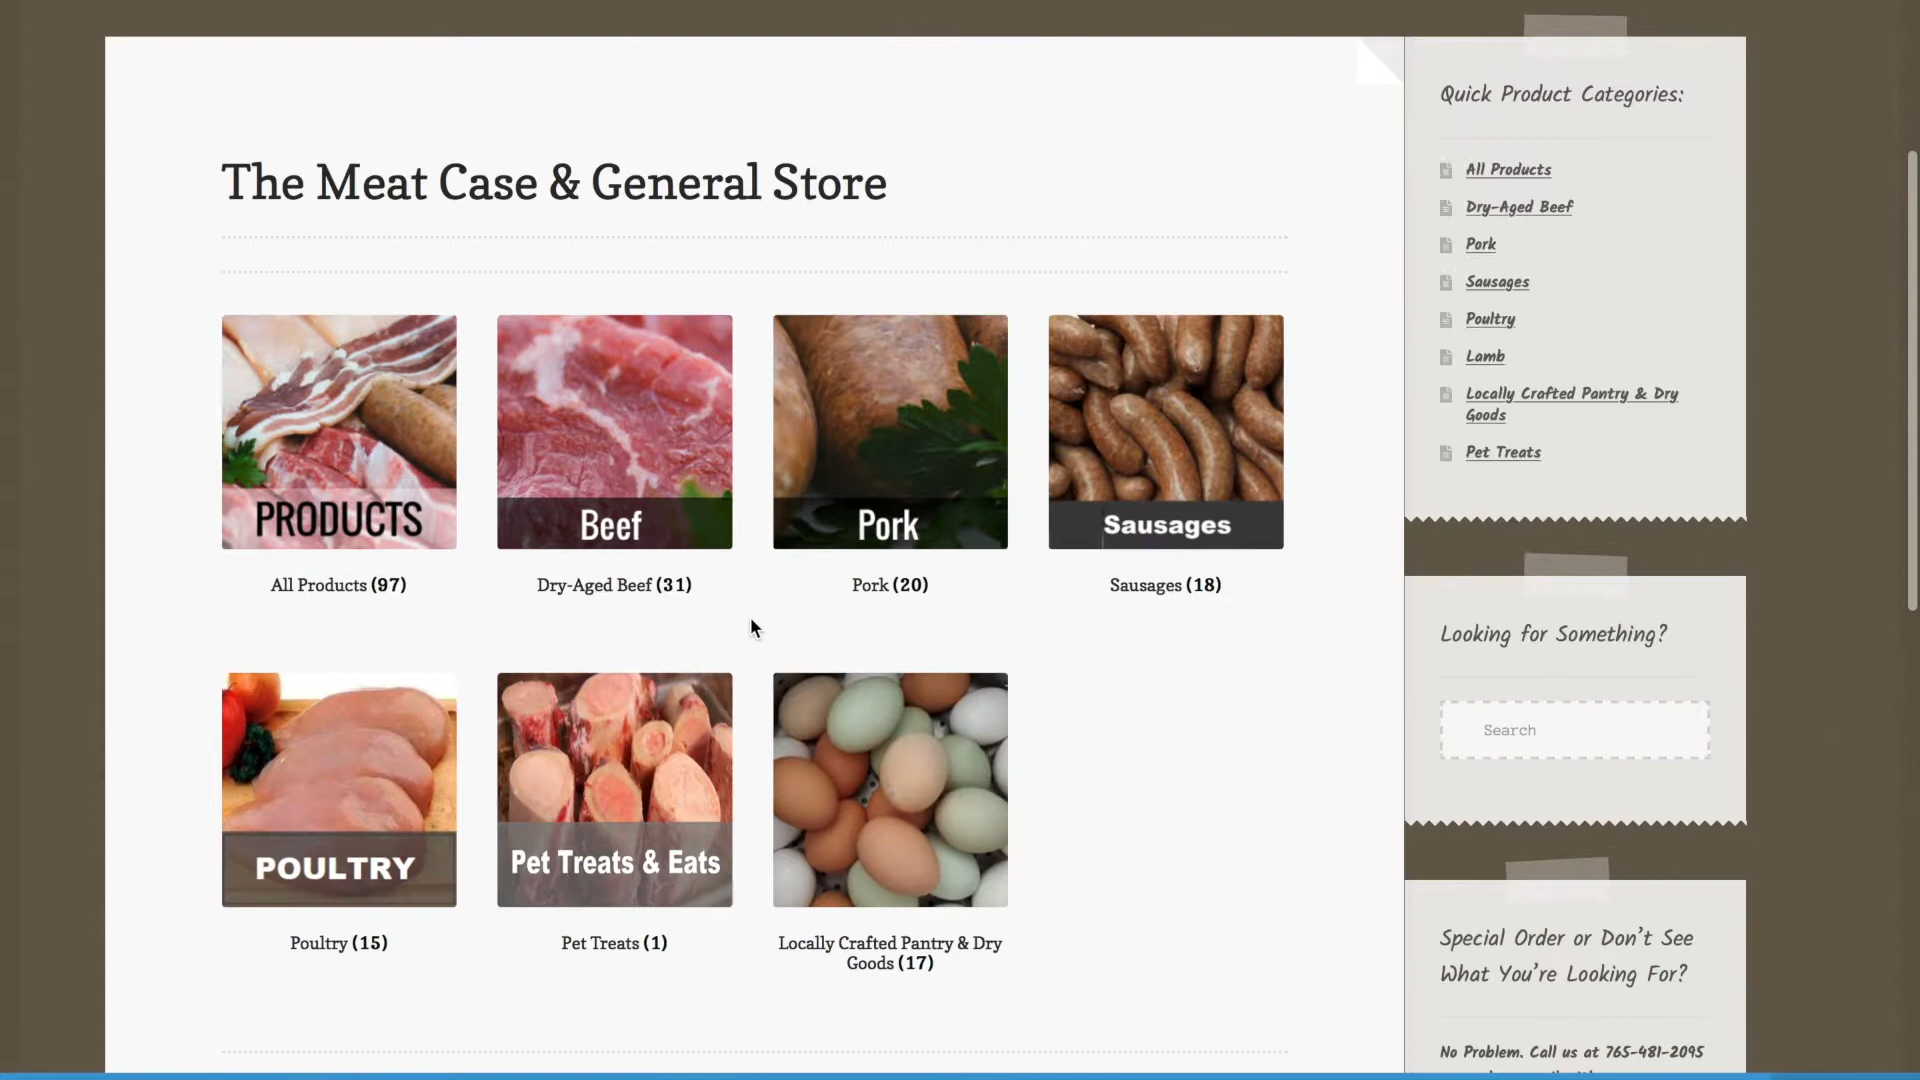 The Meat Case & General Store
PRODUCTS
All Products (97)
Beef
Dry-Aged Beef (31)
Pork
Pork (20)
Sausages
Sausages (18)
POULTRY
Poultry (15)
Pet Treats & Eats
Pet Treats (1)
Locally Crafted Pantry & Dry
Goods (17)
Quick Product Categories:
All Products
Dry-Aged Beef
Pork
Sausages
Poultry
Lamb
Locally Crafted Pantry & Dry
Goods
Pet Treats
Looking for Something?
Search
Special Order or Don't See
What You're Looking For?
No Problem. Call us at 765-481-2095